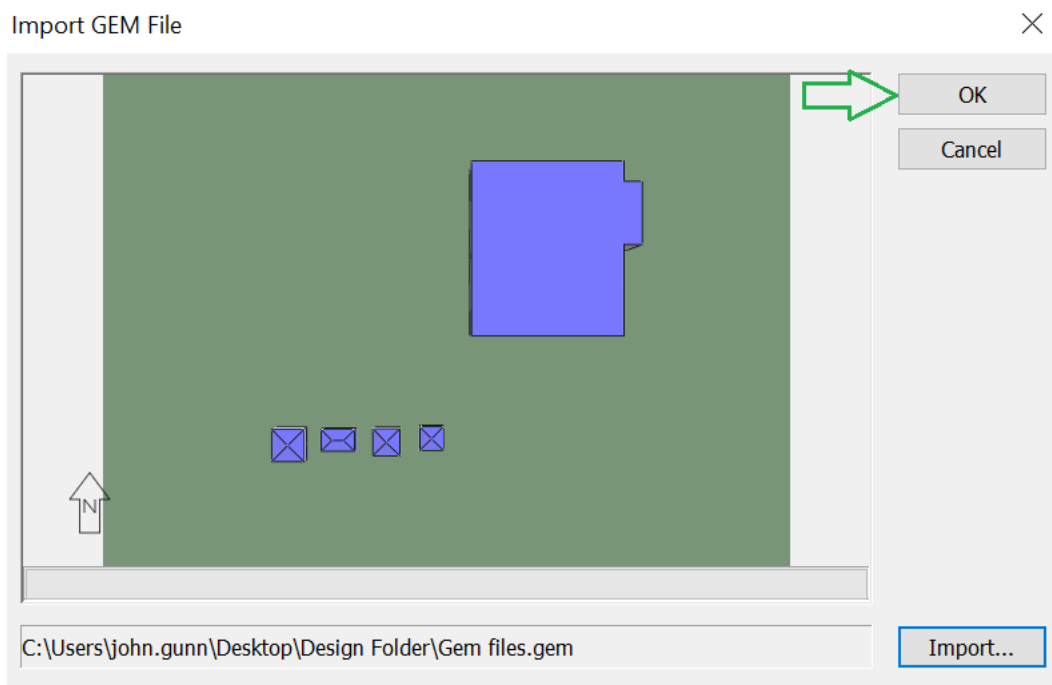 Import GEM File
OK
Cancel
N
C:\Users\john.gunn\Desktop\Design Folder\Gem files.gem
Import...